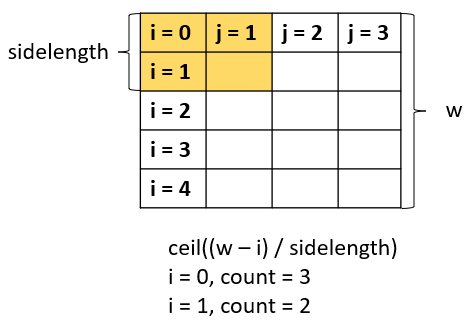 i = 0 j = 1 j = 2 j = 3
sidelength
i = 1
i = 2
w
i = 3
i = 4
ceil((w – i) / sidelength)
i = 0, count = 3
i = 1, count = 2